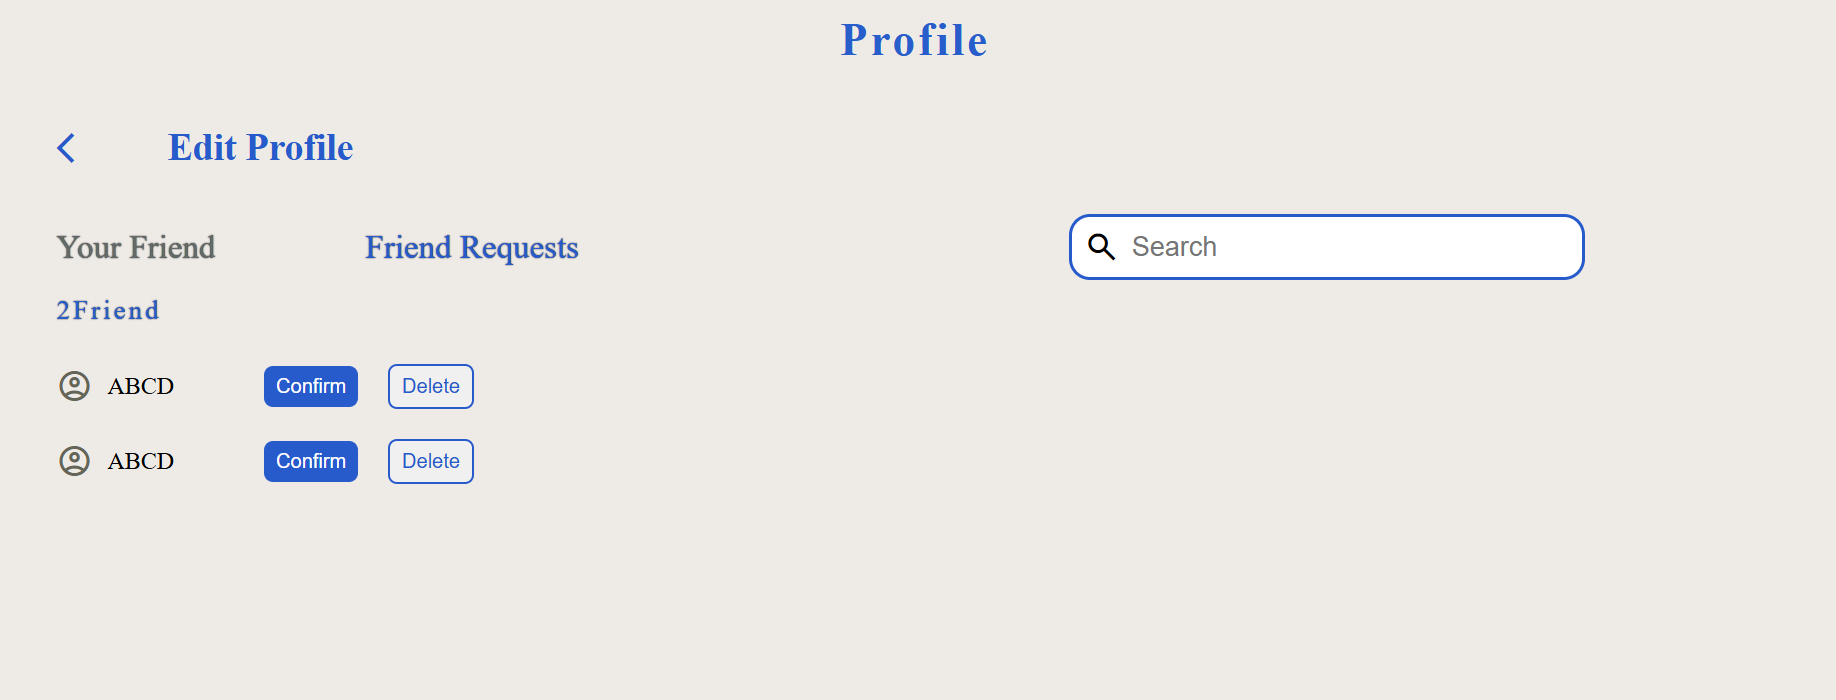 Profile
Edit Profile
Your Friend Friend Requests Search
2Friend
ABCD Confirm Delete
ABCD Confirm Delete